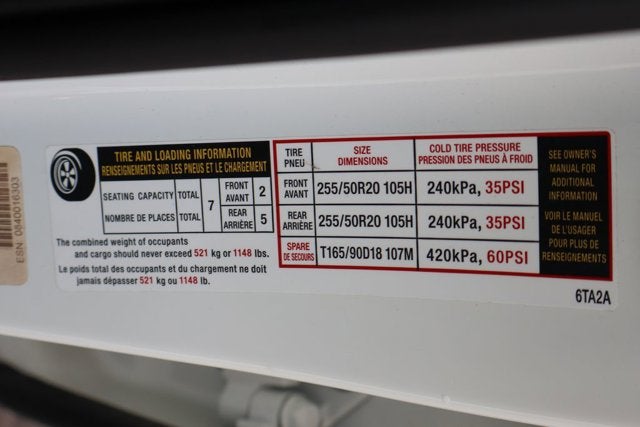 TIRE AND LOADING INFORMATION
RENSEIGNEMENTS SUR LES PNEUS ET LE CHARGEMENT
SEATING CAPACITY TOTAL 7 FRONT AVANT 2
NOMBRE DE PLACES TOTAL REAR ARRIÈRE 5
The combined weight of occupants
and cargo should never exceed 521 kg or 1148 lbs.
Le poids total des occupants et du chargement ne doit
jamais dépasser 521 kg ou 1148 lb.
TIRE PNEU SIZE DIMENSIONS COLD TIRE PRESSURE PRESSION DES PNEUS À FROID
FRONT AVANT 255/50R20 105H 240kPa, 35PSI
REAR ARRIÈRE 255/50R20 105H 240kPa, 35PSI
SPARE DE SECOURS T165/90D18 107M 420kPa, 60PSI
SEE OWNER'S
MANUAL FOR
ADDITIONAL
INFORMATION
VOIR LE MANUEL
DE L'USAGER
POUR PLUS DE
RENSEIGNEMENTS
6TA2A
ESN: 0840016303